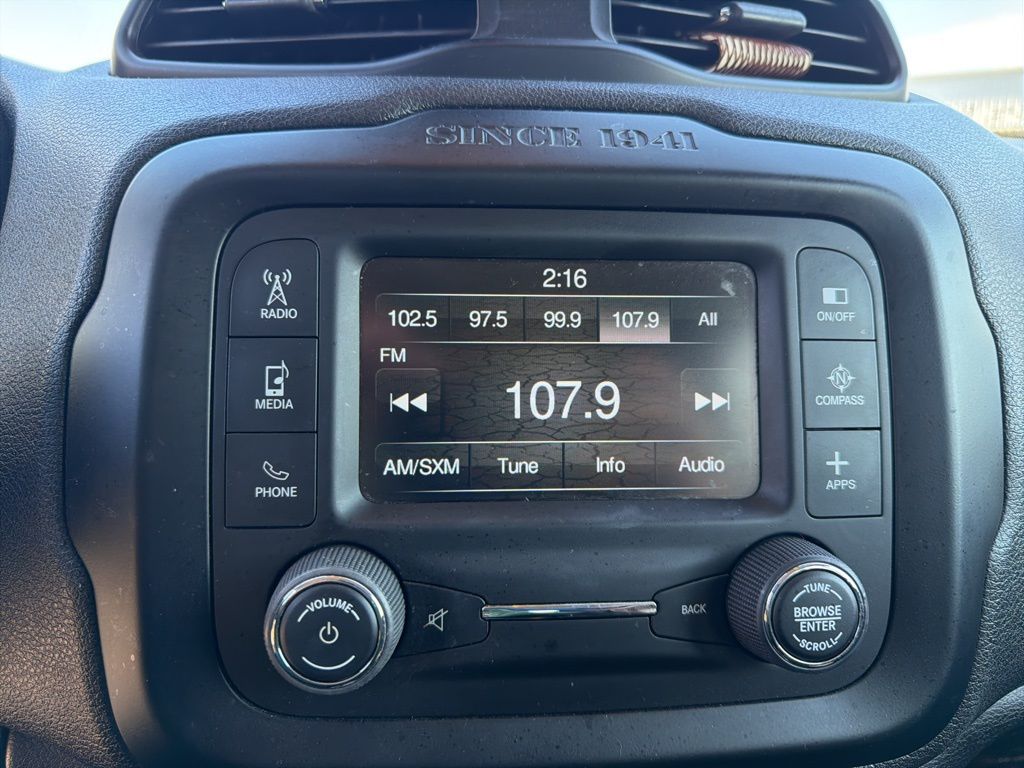 SINCE 1941
2:16
102.5 97.5 99.9 107.9 All
FM
107.9
AM/SXM Tune Info Audio
RADIO
MEDIA
PHONE
ON/OFF
N
COMPASS
APPS
VOLUME
BACK
TUNE
BROWSE
ENTER
SCROLL